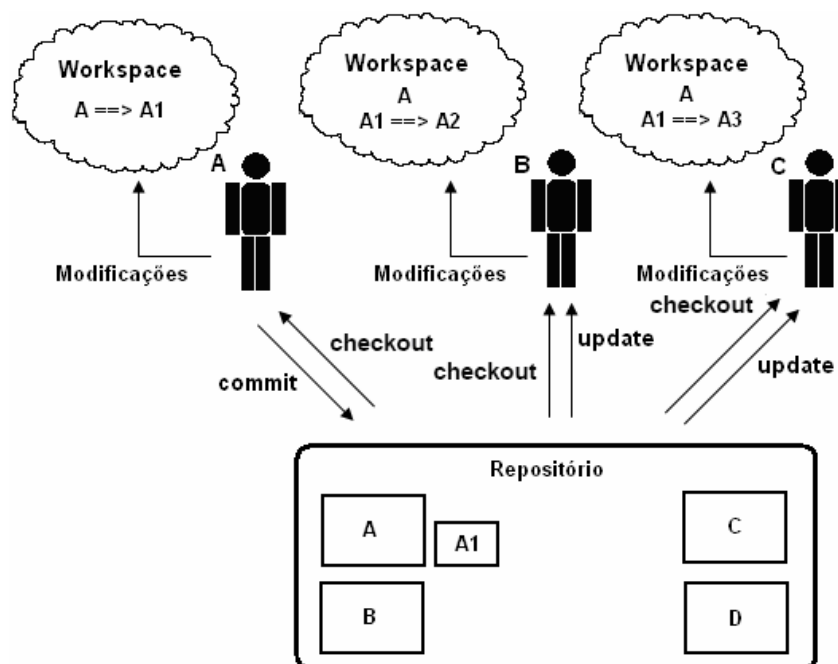 Workspace
A ==> A1
Workspace
A
A1 ==> A2
Workspace
A
A1 ==> A3
A
B
C
Modificações
Modificações
Modificações
checkout
commit
checkout
update
checkout
update
Repositório
A
A1
C
B
D